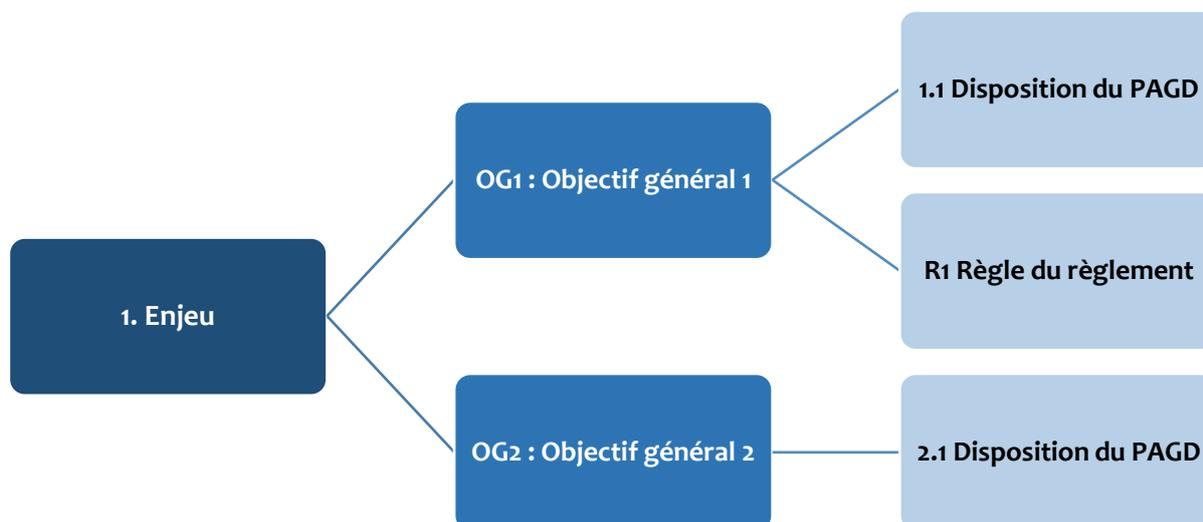 1. Enjeu
OG1 : Objectif général 1
1.1 Disposition du PAGD
R1 Règle du règlement
OG2 : Objectif général 2
2.1 Disposition du PAGD